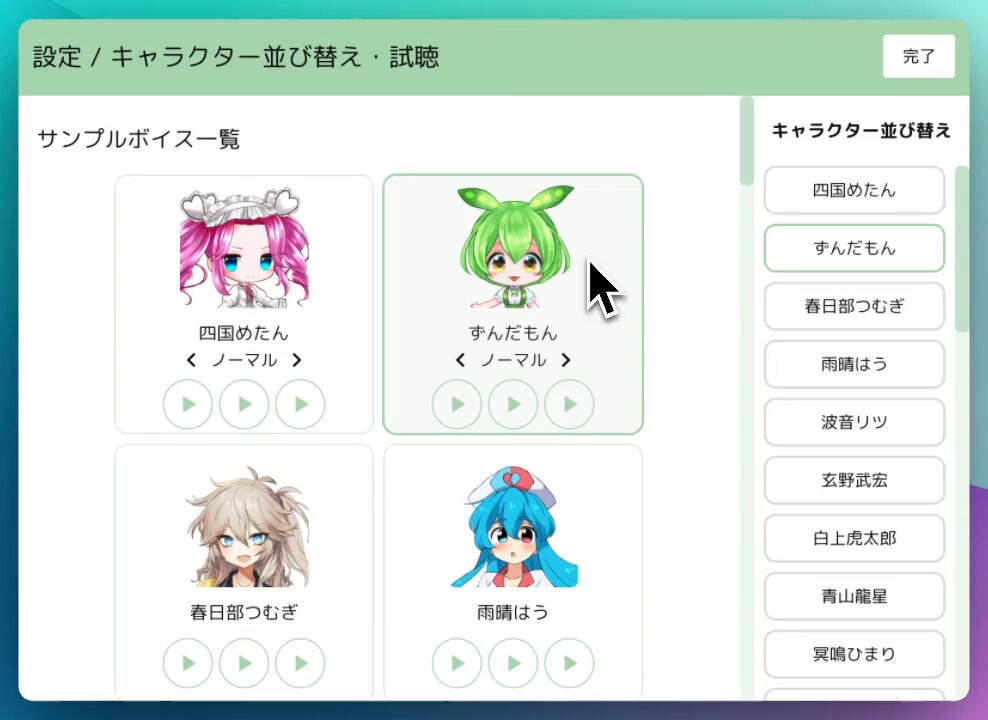 設定 / キャラクター並び替え・試聴
完了
サンプルボイス一覧
四国めたん
ノーマル
ずんだもん
ノーマル
春日部つむぎ
雨晴はう
キャラクター並び替え
四国めたん
ずんだもん
春日部つむぎ
雨晴はう
波音リツ
玄野武宏
白上虎太郎
青山龍星
冥鳴ひまり